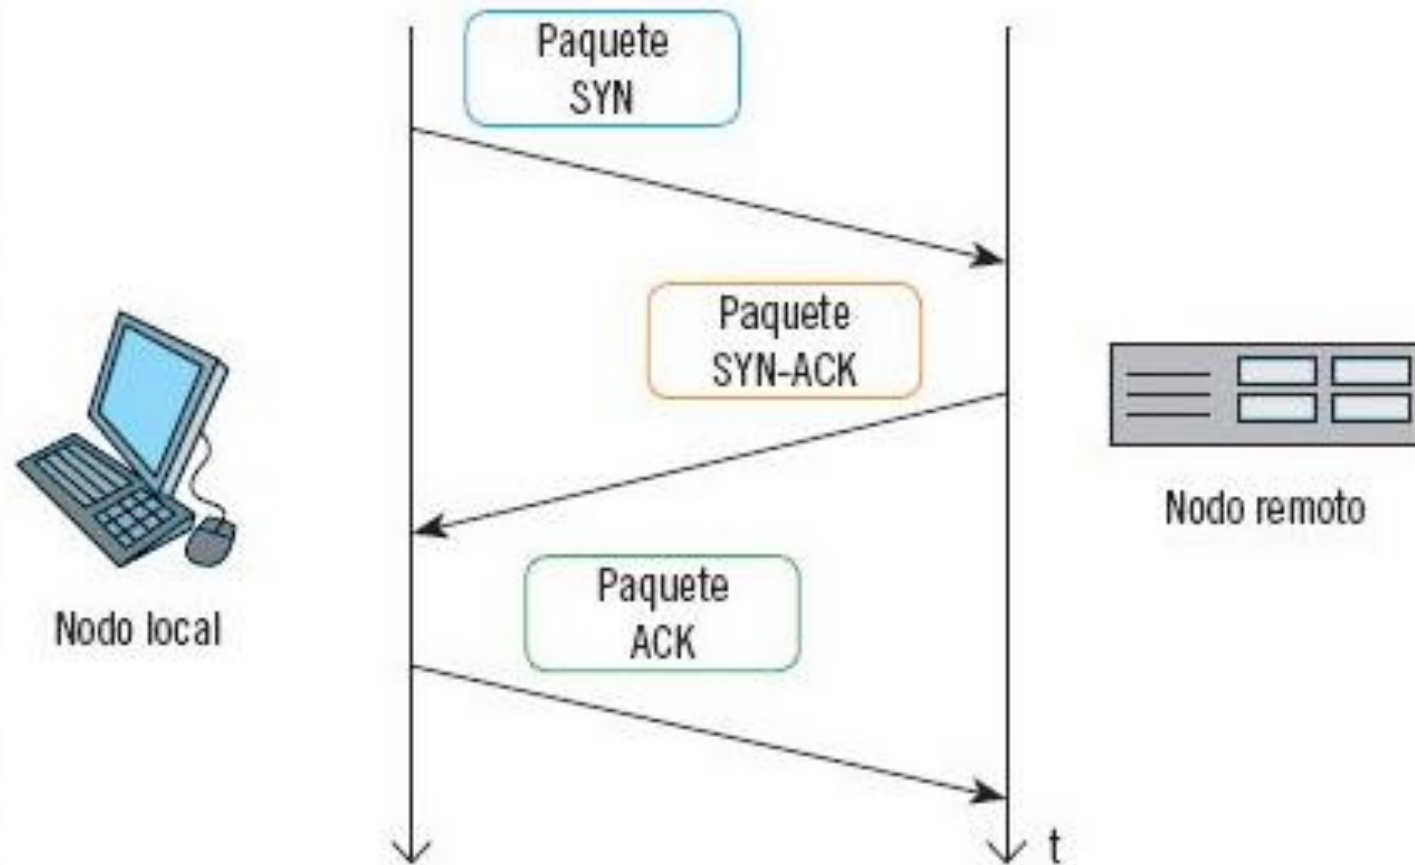 Paquete
SYN
Paquete
SYN-ACK
Nodo remoto
Paquete
ACK
Nodo local
t